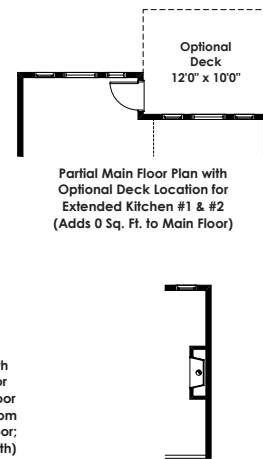 Optional
Deck
12'0" x 10'0"
Partial Main Floor Plan with
Optional Deck Location for
Extended Kitchen #1 & #2
(Adds 0 Sq. Ft. to Main Floor)